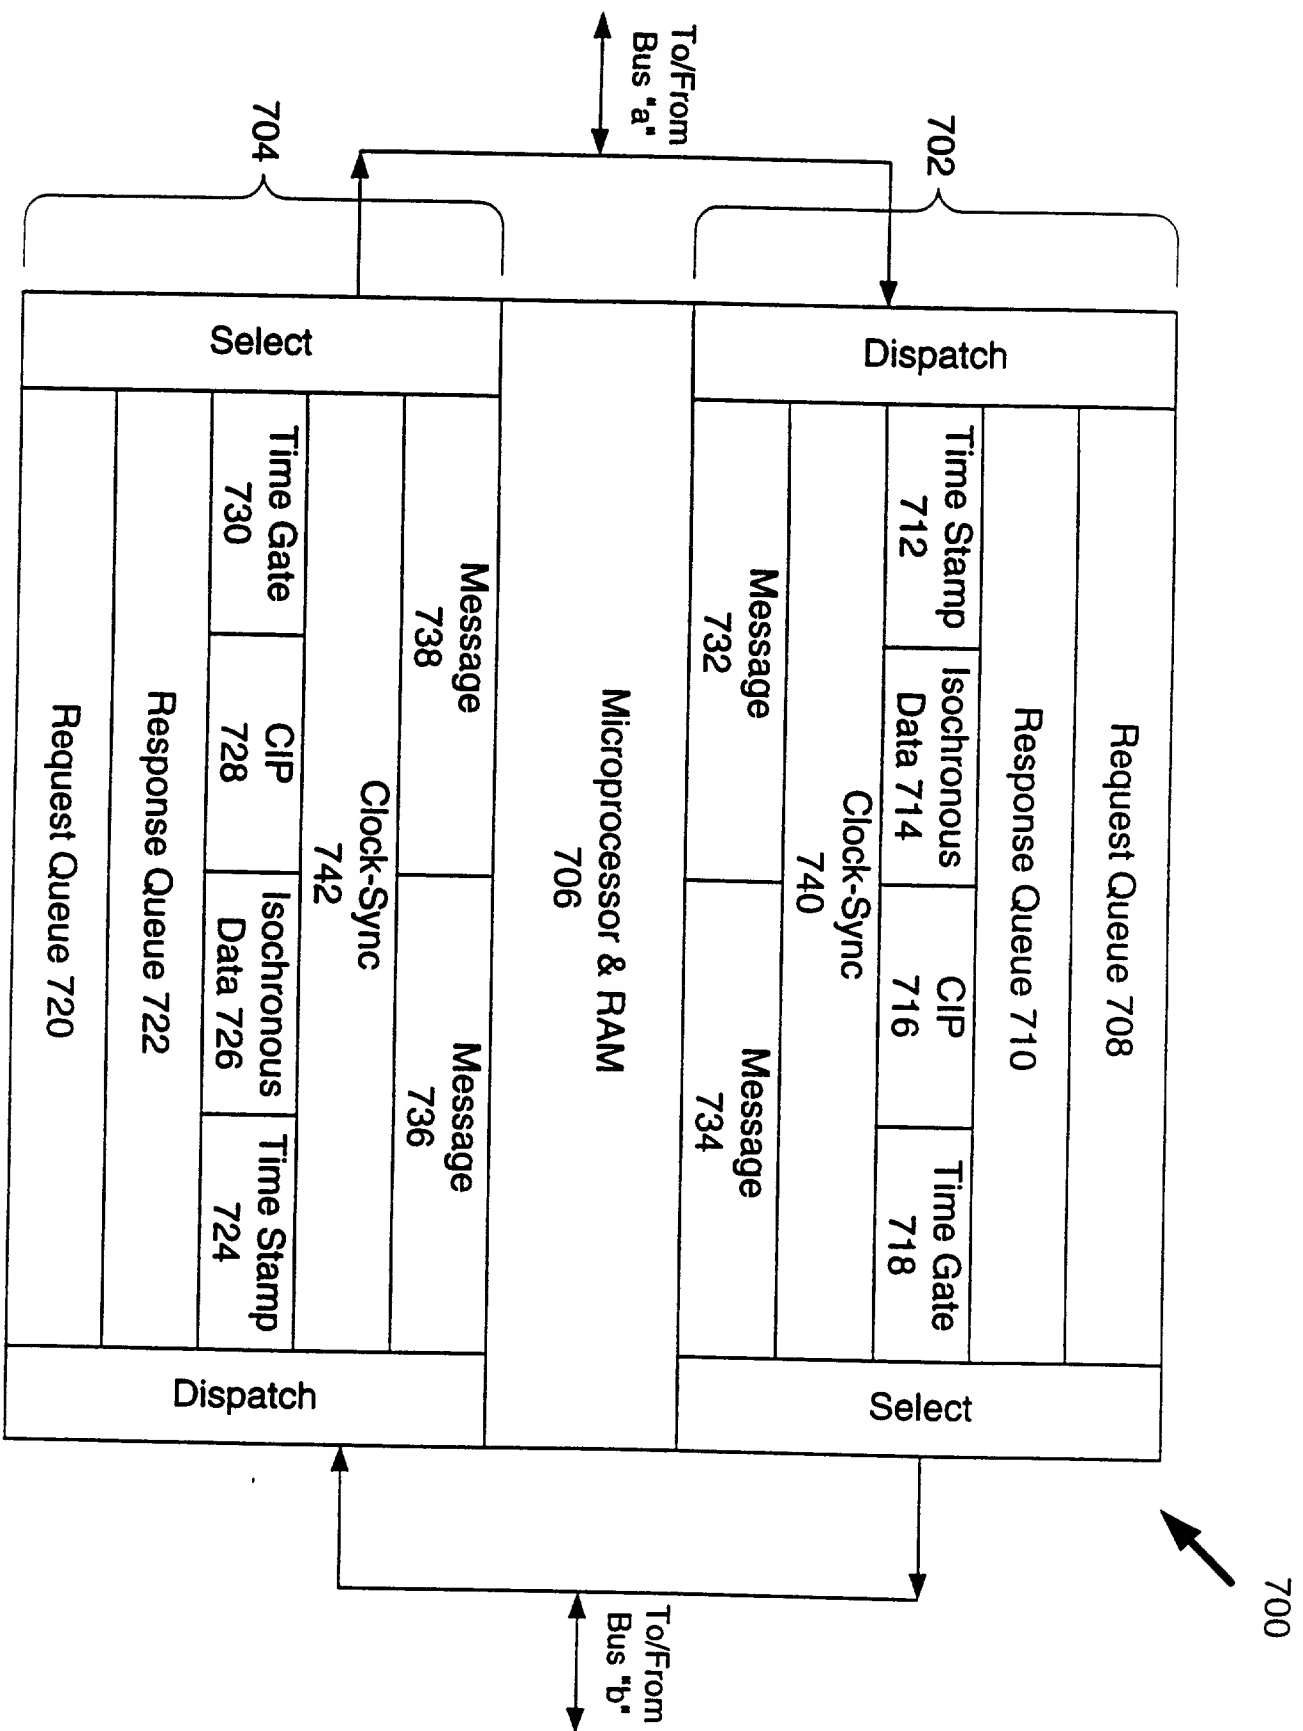 700
702
704
To/From
Bus "a"
Dispatch
Request Queue 708
Response Queue 710
Time Stamp
712
Isochronous
Data 714
CIP
716
Time Gate
718
Clock-Sync
740
Message
732
Message
734
Select
Microprocessor & RAM
706
Select
Message
738
Message
736
Clock-Sync
742
Time Gate
730
CIP
728
Isochronous
Data 726
Time Stamp
724
Response Queue 722
Request Queue 720
Dispatch
To/From
Bus "b"